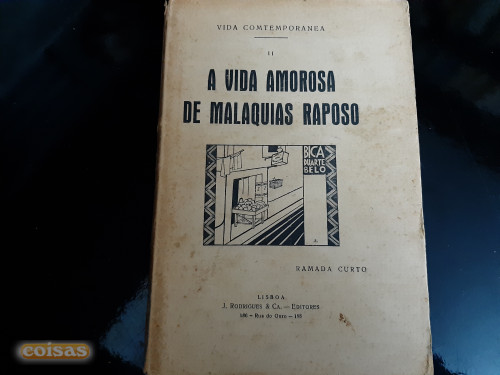 VIDA COMTEMPORANEA
II
A VIDA AMOROSA
DE MALAQUIAS RAPOSO
BICA
DUARTE
BELO
RAMADA CURTO
LISBOA
J. RODRIGUES & CA. — EDITORES
186 — Rua do Ouro — 188
coisas